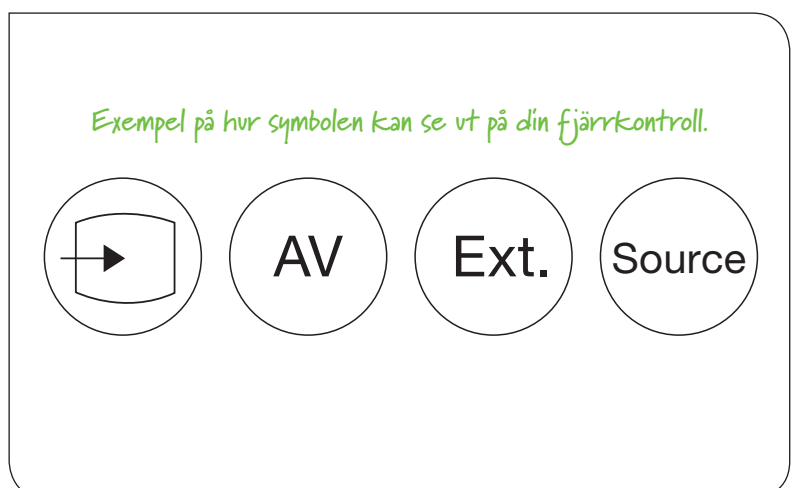 Exempel på hur symbolen kan se ut på din fjärrkontroll.
AV Ext. Source